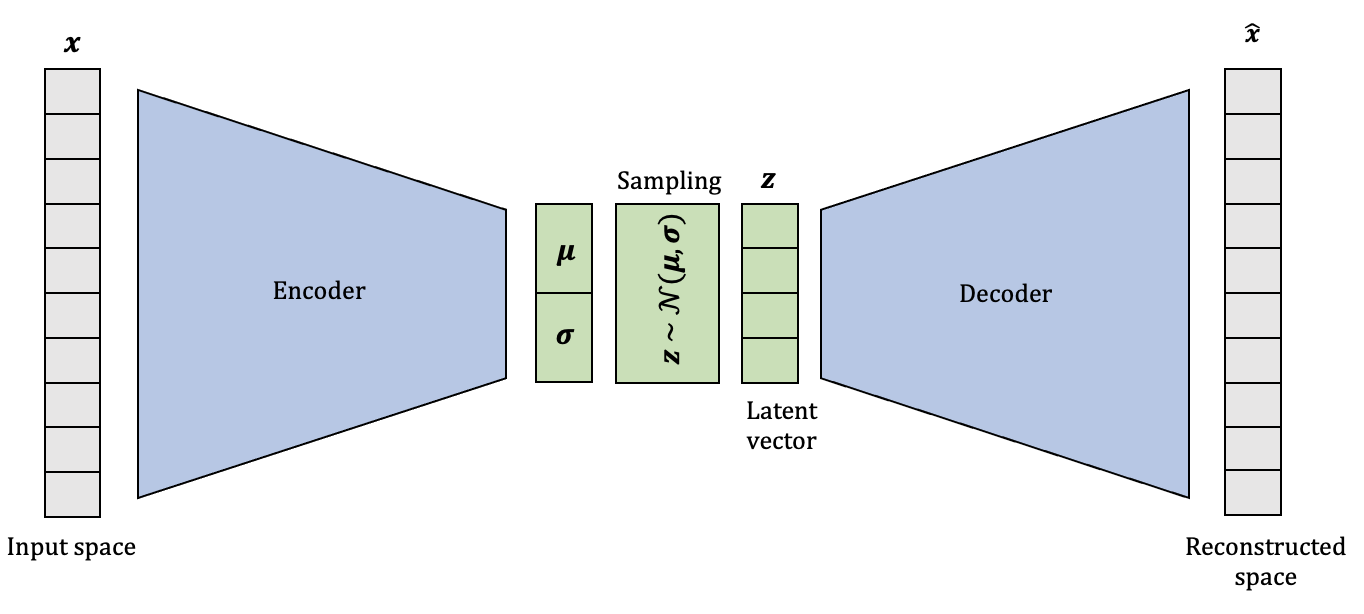 x
x̂
Sampling
z
μ
σ
z ~ 𝒩(μ, σ)
Encoder
Decoder
Latent
vector
Input space
Reconstructed
space